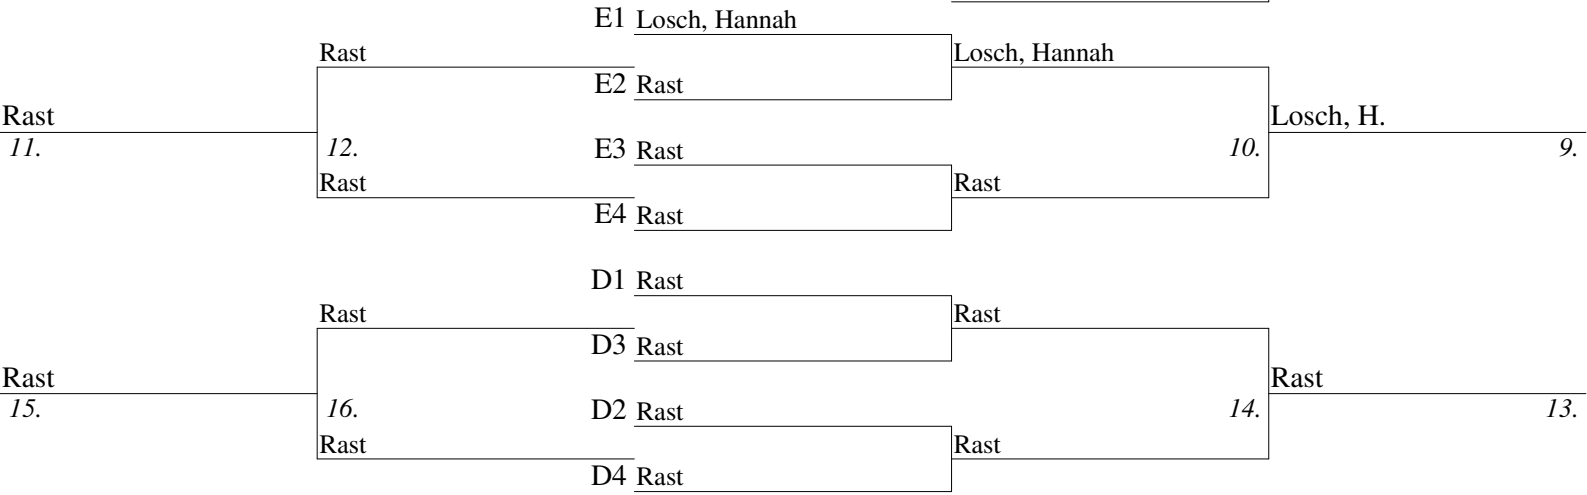 E1 Losch, Hannah
Rast Losch, Hannah
E2 Rast
Rast Losch, H.
11. 12. E3 Rast 10. 9.
Rast Rast
E4 Rast
D1 Rast
Rast Rast
D3 Rast
Rast Rast
15. 16. D2 Rast 14. 13.
Rast Rast
D4 Rast